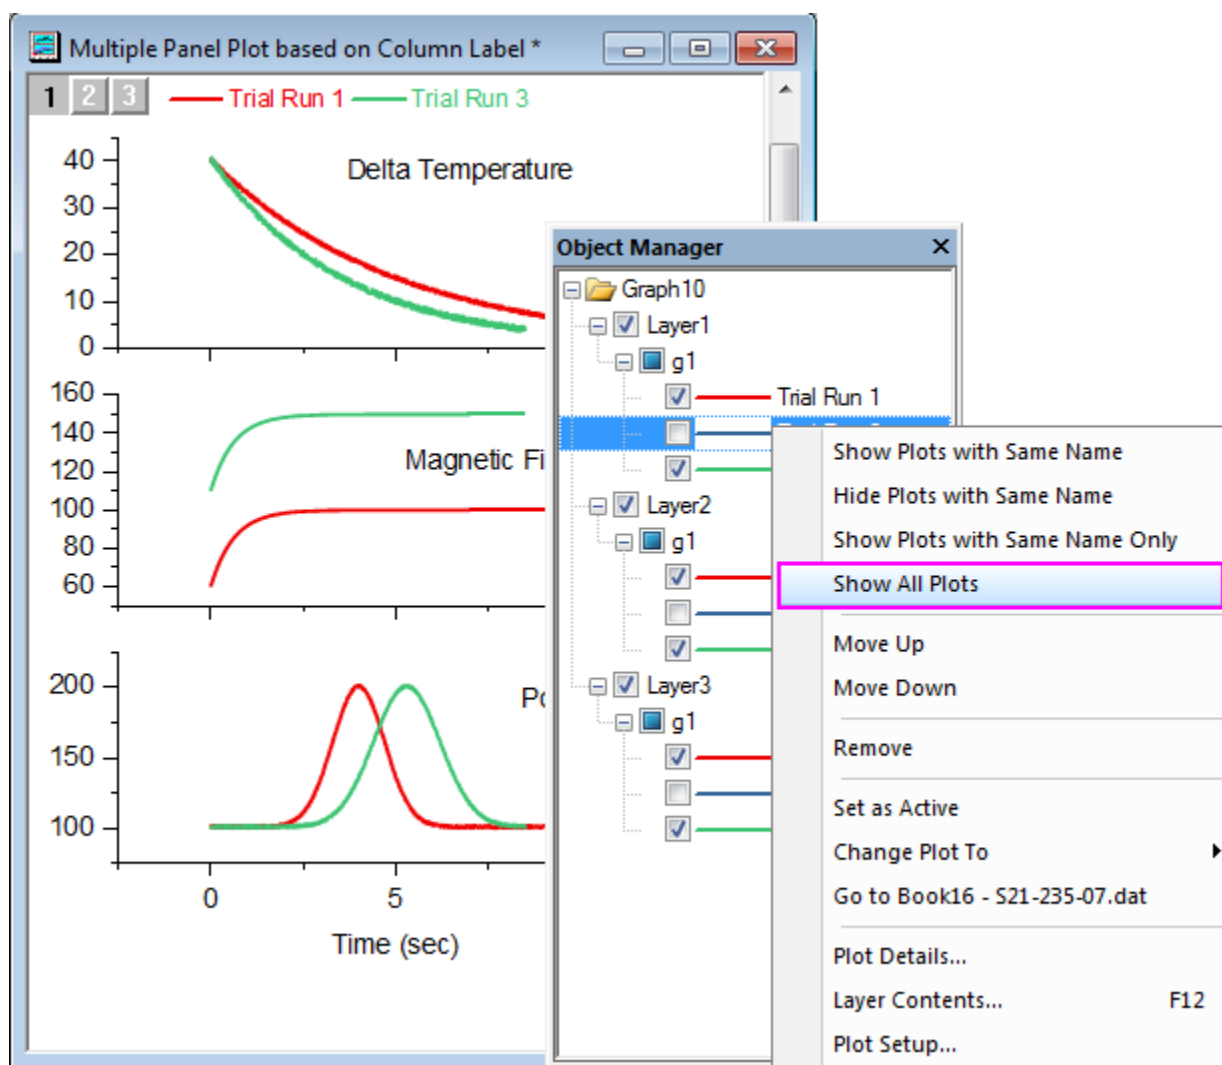 Multiple Panel Plot based on Column Label *
1 2 3 Trial Run 1 Trial Run 3
40
30
20
10
0
Delta Temperature
160
140
120
100
80
60
Magnetic Fi
200
150
100
0 5
Time (sec)
Object Manager
Graph10
Layer1
g1
Trial Run 1
Layer2
g1
Layer3
g1
Show Plots with Same Name
Hide Plots with Same Name
Show Plots with Same Name Only
Show All Plots
Move Up
Move Down
Remove
Set as Active
Change Plot To
Go to Book16 - S21-235-07.dat
Plot Details...
Layer Contents... F12
Plot Setup...